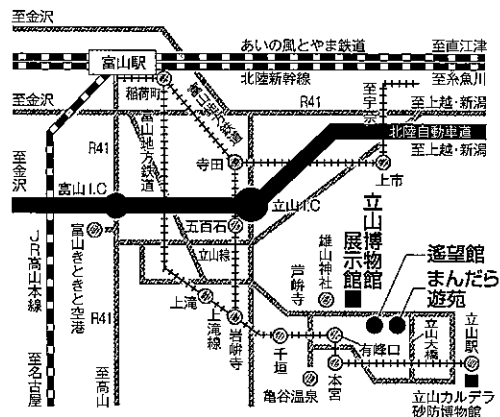 至金沢
あいの風とやま鉄道
至直江津
富山駅
北陸新幹線
至糸魚川
稲荷町
至宇奈
至金沢
R41
R41
至上越・新潟
北陸自動車道
至上越・新潟
富山地方鉄道
寺田
上市
至金沢
富山I.C
立山I.C
五百石
立山線
富山きときと空港
JR高山本線
R41
上滝
上滝線
岩峅寺
立山博物館
展示館
雄山神社
芦峅寺
遙望館
まんだら
遊苑
千垣
有峰口
本宮
亀谷温泉
立山大橋
立山駅
立山カルデラ
砂防博物館
至名古屋
至高山